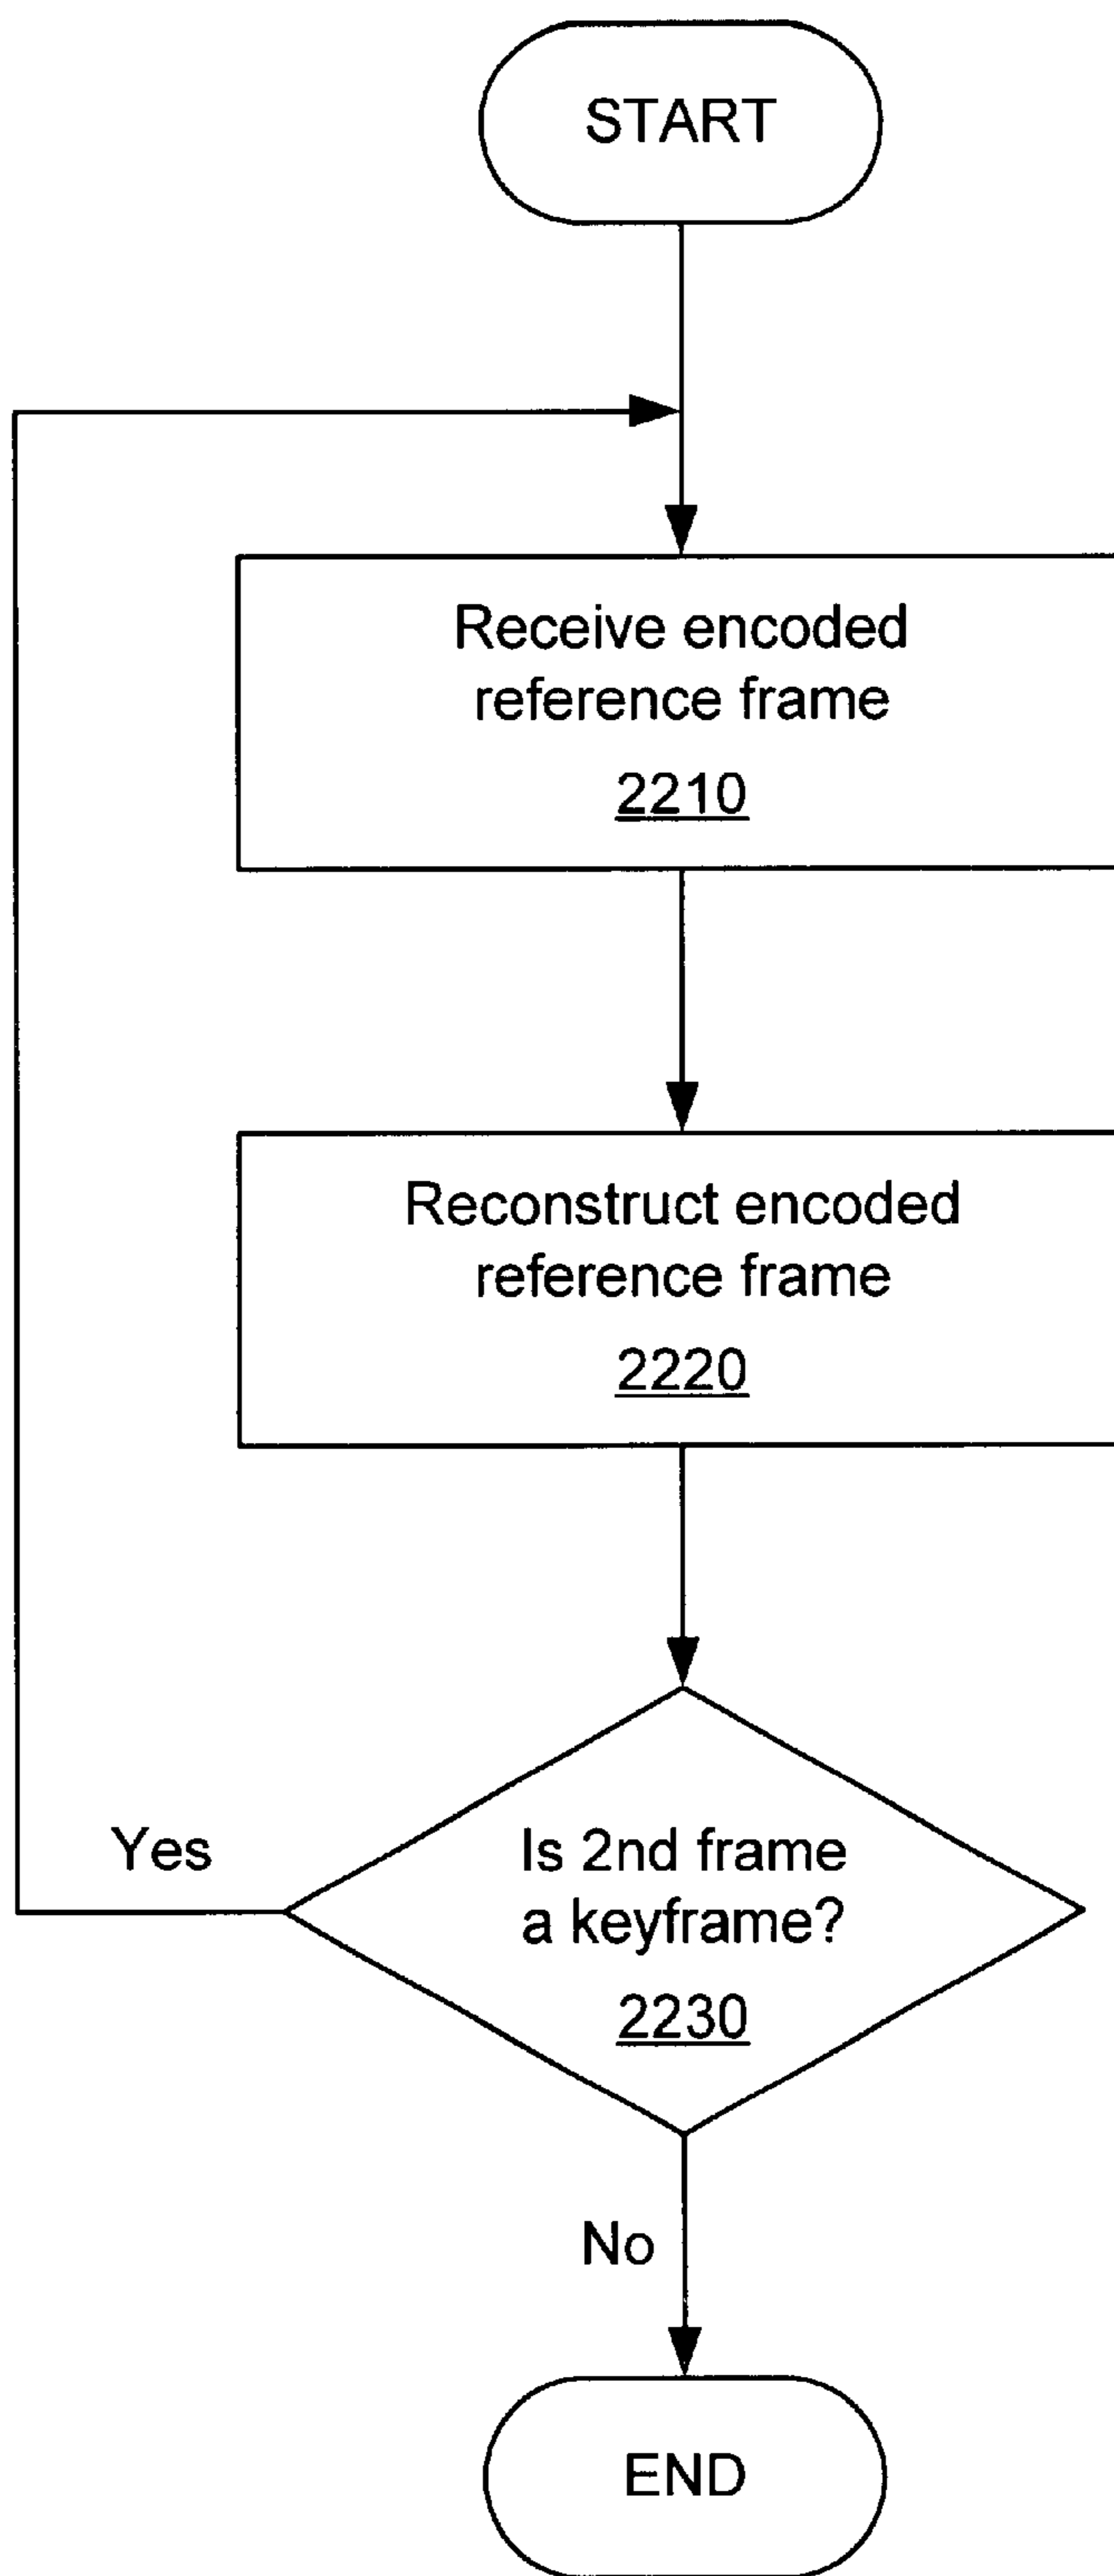 START
Receive encoded
reference frame
2210
Reconstruct encoded
reference frame
2220
Is 2nd frame
a keyframe?
2230
Yes
No
END